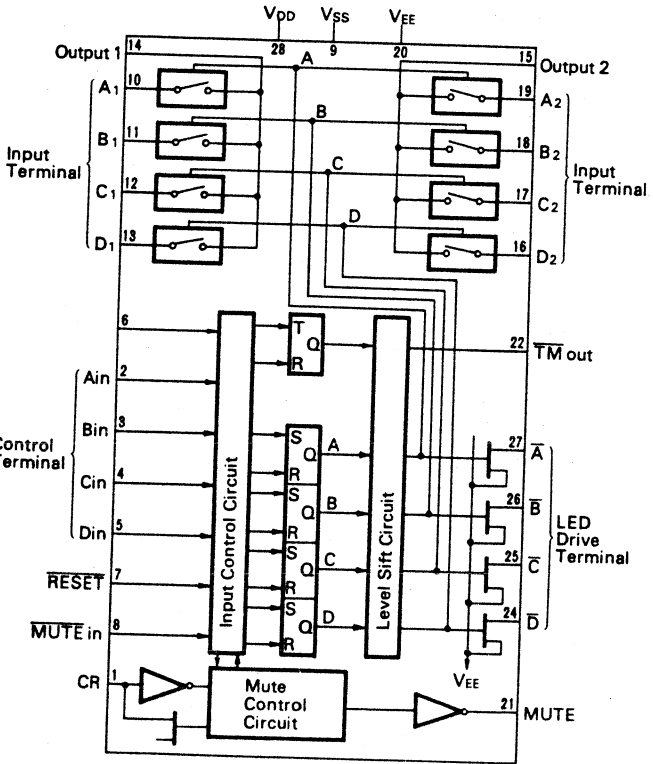 VDD VSS VEE
28 9 20
Output 1 14
15 Output 2
A
A1 10
19 A2
B
B1 11
18 B2
Input Terminal
Input Terminal
C
C1 12
17 C2
D
D1 13
16 D2
6
T
R
Q
22 TM out
Ain 2
Bin 3
Control Terminal
Cin 4
Din 5
RESET 7
MUTE in 8
Input Control Circuit
S
R
Q
A
S
R
Q
B
S
R
Q
C
S
R
Q
D
Level Sift Circuit
27 A
26 B
25 C
24 D
LED Drive Terminal
VEE
CR 1
Mute Control Circuit
21 MUTE